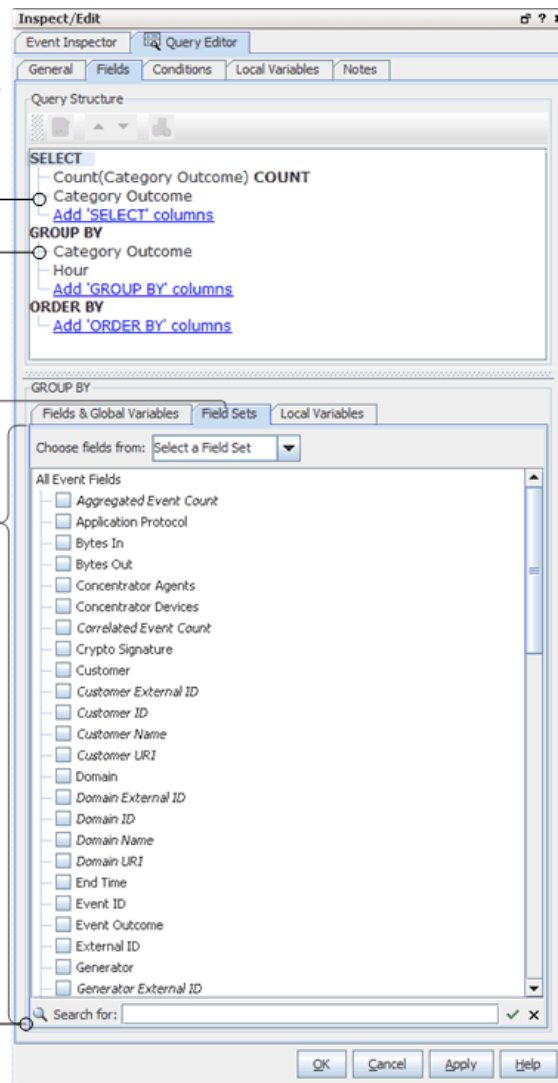 Inspect/Edit
Event Inspector Query Editor
General Fields Conditions Local Variables Notes
Query Structure
SELECT
Count(Category Outcome) COUNT
Category Outcome
Add 'SELECT' columns
GROUP BY
Category Outcome
Hour
Add 'GROUP BY' columns
ORDER BY
Add 'ORDER BY' columns
GROUP BY
Fields & Global Variables Field Sets Local Variables
Choose fields from: Select a Field Set
All Event Fields
Aggregated Event Count
Application Protocol
Bytes In
Bytes Out
Concentrator Agents
Concentrator Devices
Correlated Event Count
Crypto Signature
Customer
Customer External ID
Customer ID
Customer Name
Customer URI
Domain
Domain External ID
Domain ID
Domain Name
Domain URI
End Time
Event ID
Event Outcome
External ID
Generator
Generator External ID
Search for:
OK Cancel Apply Help